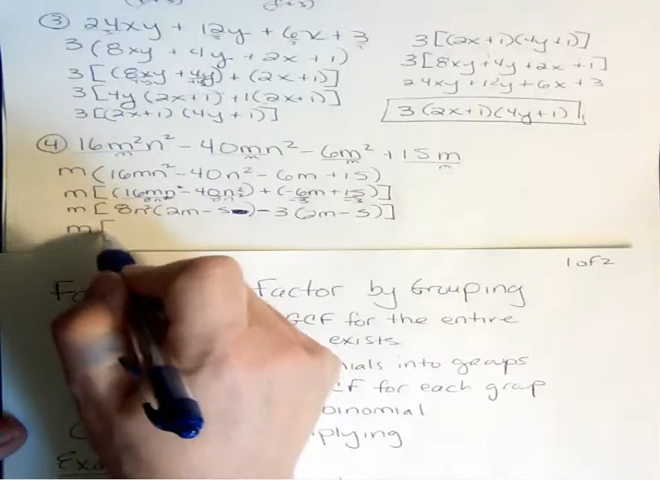 ③ 24xy + 12y + 6x + 3
3 (8xy + 4y + 2x + 1)
3 [(8xy + 4y) + (2x + 1)]
3 [4y (2x+1) + 1(2x+1)]
3 [(2x+1) (4y+1)]
3 [(2x+1)(4y+1)]
3 [8xy + 4y + 2x + 1]
24xy + 12y + 6x + 3
3 (2x+1)(4y+1)
④ 16m²n² - 40mn² - 6m² + 15m
m m m m
m (16mn² - 40n² - 6m + 15)
m [(16mn² - 40n²) + (-6m + 15)]
m [8n²(2m - 5) - 3 (2m - 5)]
m [
1 of 2
Factor by Grouping
GCF for the entire
exists
into groups
for each group
binomial